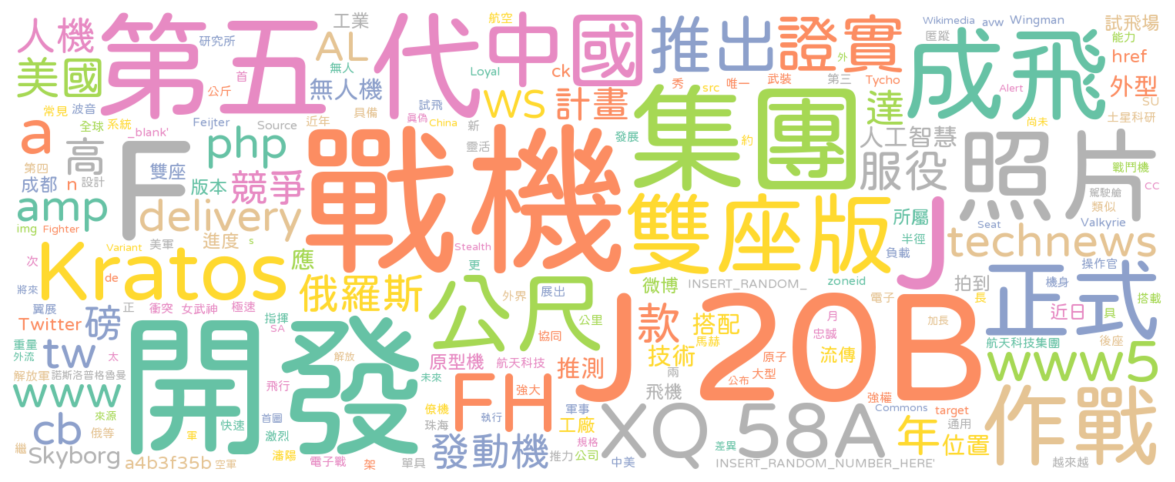 人機 第五代 工業 研究所 AL 航空 中國 推出 證實 Wikimedia avw Wingman 試飛場
匿蹤 能力
美國 首 無人 無人機 Loyal ck 秀 外 唯一 武裝 第三 成飛 href
公斤 具備 試飛 WS 計畫 src Tycho Alert 外型
常見 波音 真偽 China 新 集團 約 達 尚未 SU
a 全球 系統 _blank' Feijter Source 近年 靈活 發展 人工智慧 土星科研
第四 高 F php 戰機 服役 照片 戰鬥機
成都 n 設計 雙座 版本 競爭 駕駛艙 CC
amp delivery 雙座版 J 所屬 Seat 類似 Valkyrie
img Fighter 進度 s 美軍 Stealth 半徑 technews
次 Variant Kratos 應 更 微博 INSERT_RANDOM_ 負載 zoneid 拍到 操作官
將來 de 俄羅斯 公尺 外界 展出 電子 長 機身 搭載
翼展 正 衝突 女武神 極速 公里 款 月 正式 近日 具
Twitter 磅 指揮 SA 協同 J 20B 搭配 忠誠 加長 後座
重量 tw 開發 解放 原型機 航天科技 推測 馬赫 原子 流傳 航天科技集團
外流 太 技術 兩 公布 大型 www5
解放軍 諾斯洛普格魯曼 飛行 未來 FH 強大 飛機 強權
www 來源 首圖 僚機 執行 軍事 Commons target 作戰
cb 俄等 快速 珠海 工廠 XQ 58A 年 通用
繼 軍 激烈 發動機 規格 差異 位置
Skyborg a4b3f35b 空軍 瀋陽 電子戰 架 單具 推力 公司 中美 INSERT_RANDOM_NUMBER_HERE' 越來越